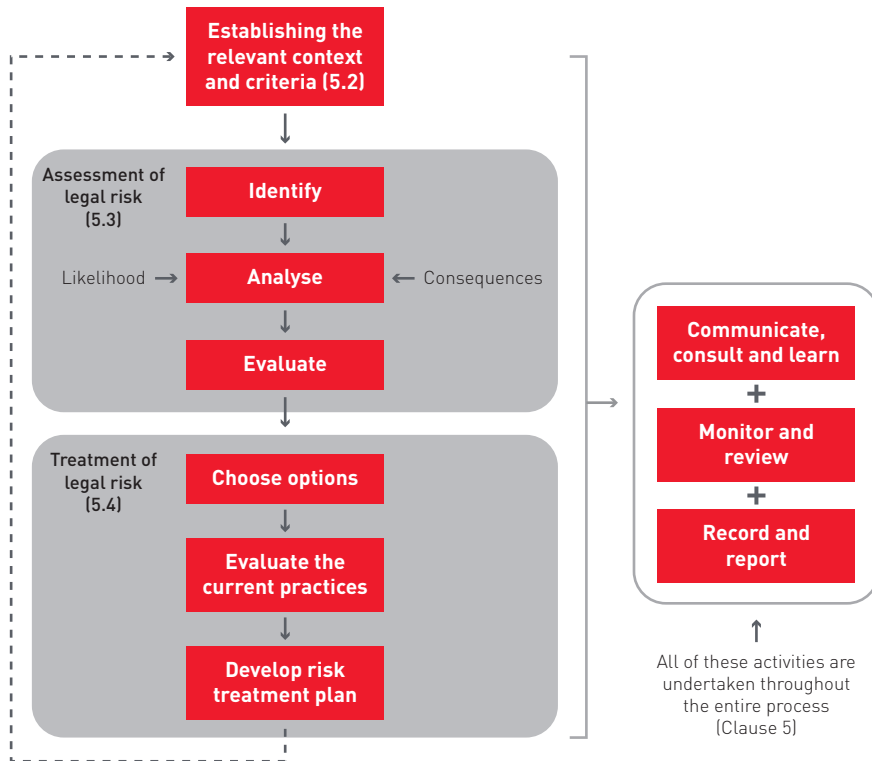 Establishing the
relevant context
and criteria (5.2)
Assessment of
legal risk
(5.3)
Identify
Likelihood
Analyse
Consequences
Evaluate
Treatment of
legal risk
(5.4)
Choose options
Evaluate the
current practices
Develop risk
treatment plan
Communicate,
consult and learn
+
Monitor and
review
+
Record and
report
All of these activities are
undertaken throughout
the entire process
(Clause 5)